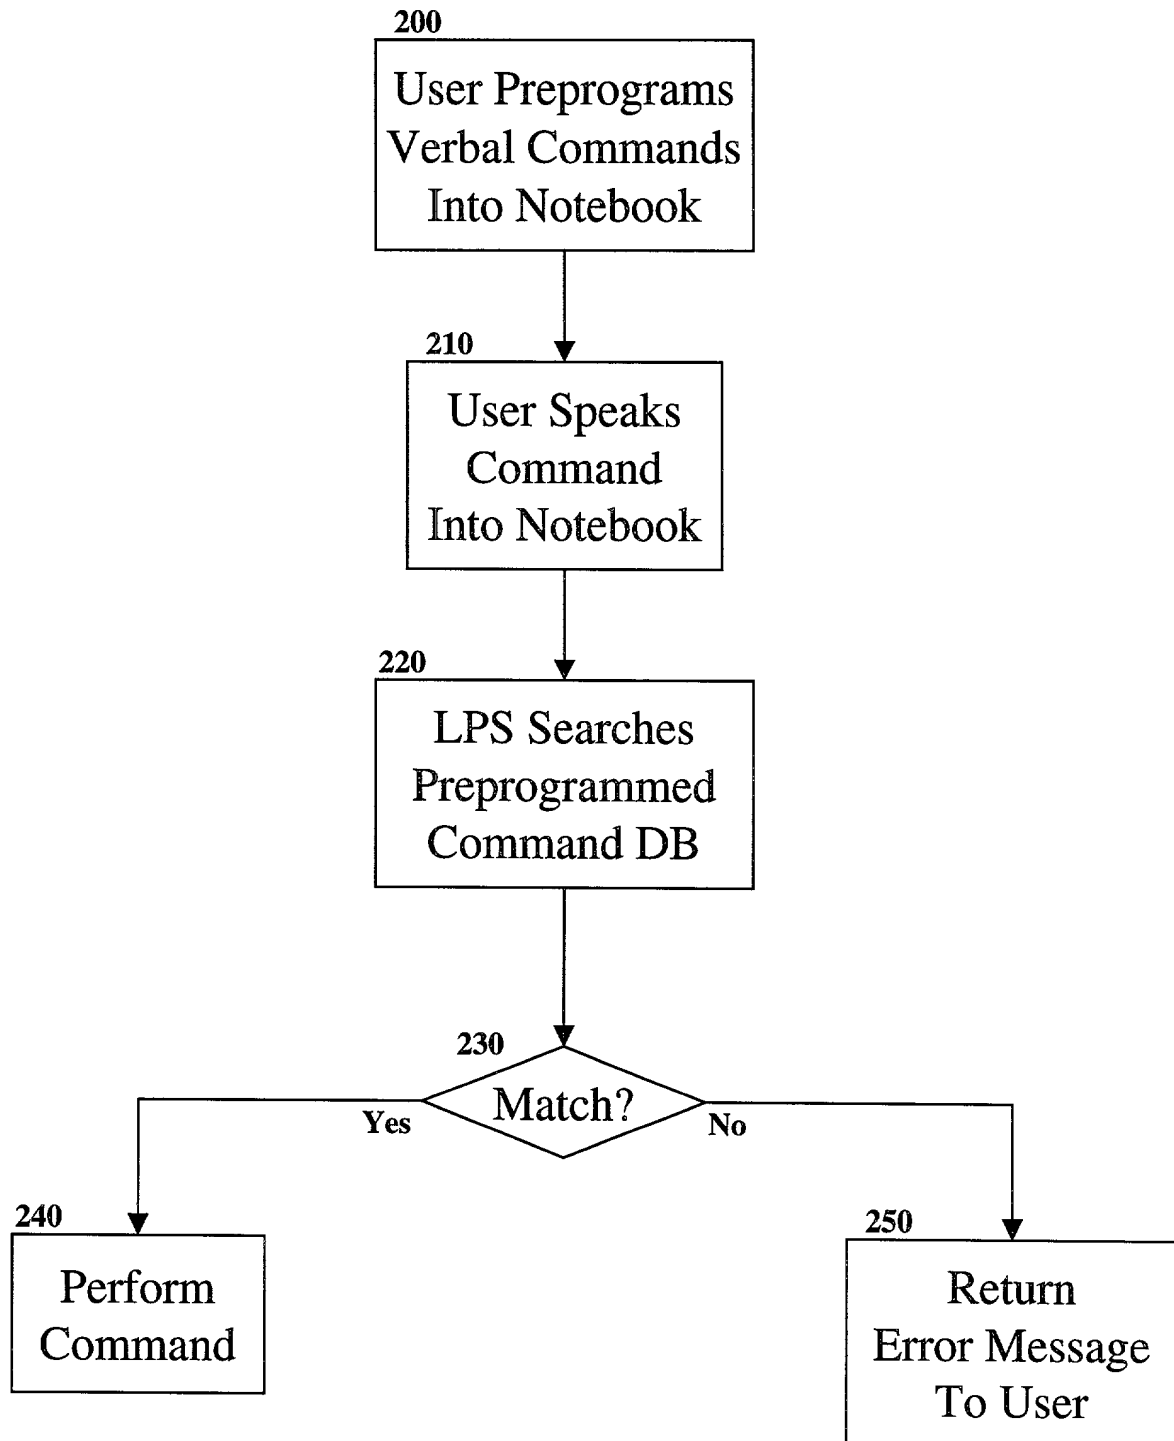 200
User Preprograms
Verbal Commands
Into Notebook
210
User Speaks
Command
Into Notebook
220
LPS Searches
Preprogrammed
Command DB
230
Match?
Yes
No
240
Perform
Command
250
Return
Error Message
To User